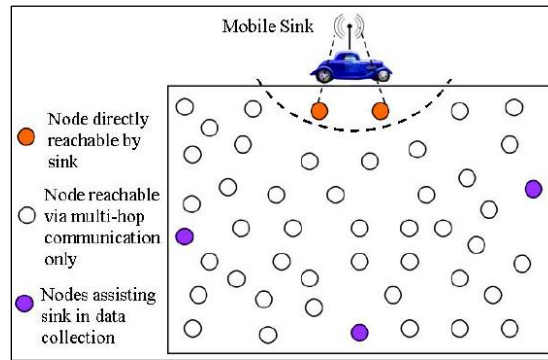 Mobile Sink
Node directly
reachable by
sink
Node reachable
via multi-hop
communication
only
Nodes assisting
sink in data
collection